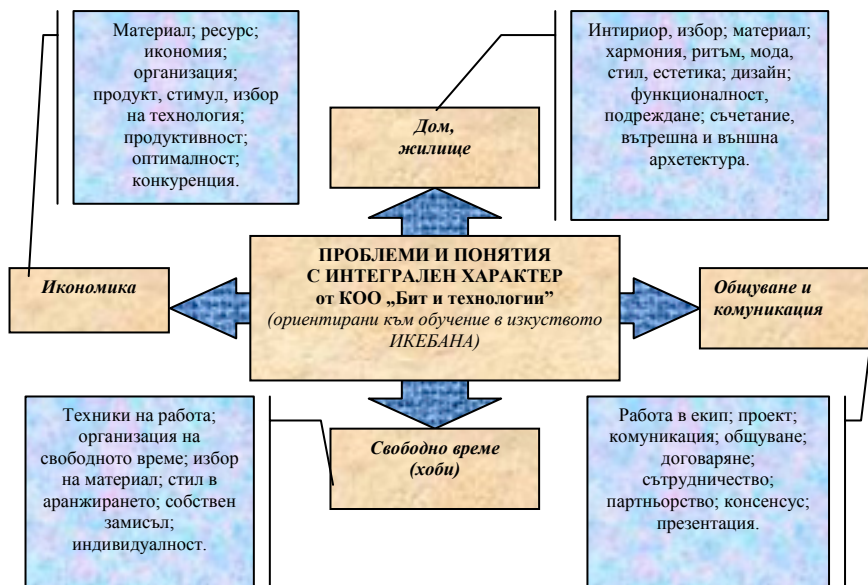 Материал; ресурс;
икономия;
организация;
продукт, стимул, избор
на технология;
продуктивност;
оптималност;
конкуренция.
Интириор, избор; материал;
хармония, ритъм, мода,
стил, естетика; дизайн;
функционалност,
подреждане; съчетание,
вътрешна и външна
архетектура.
Дом,
жилище
Икономика
ПРОБЛЕМИ И ПОНЯТИЯ
С ИНТЕГРАЛЕН ХАРАКТЕР
от КОО „Бит и технологии”
(ориентирани към обучение в изкуството
ИКЕБАНА)
Общуване и
комуникация
Техники на работа;
организация на
свободното време; избор
на материал; стил в
аранжирането; собствен
замисъл;
индивидуалност.
Свободно време
(хоби)
Работа в екип; проект;
комуникация; общуване;
договаряне;
сътрудничество;
партньорство; консенсус;
презентация.